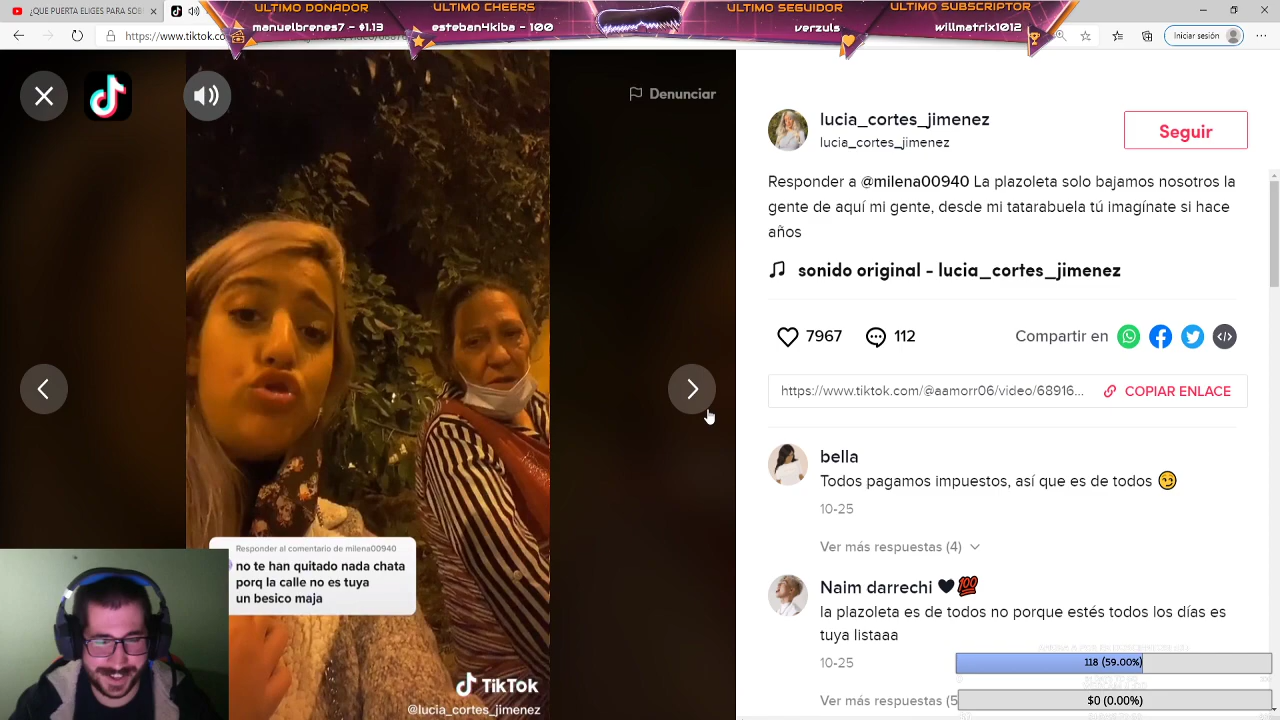 ULTIMO DONADOR
manuelbrenes7 - $1.13
ULTIMO CHEERS
esteban4kiba - 100
ULTIMO SEGUIDOR
verzuls
ULTIMO SUSCRIPTOR
willmatrix1012
¿QUE PUERTA ESTÁS PARA SOB
https://www.tiktok.co
Iniciar sesión
Denunciar
lucia_cortes_jimenez
lucia_cortes_jimenez
Seguir
Responder a @milena00940 La plazoleta solo bajamos nosotros la
gente de aquí mi gente, desde mi tatarabuela tú imagínate si hace
años
sonido original - lucia_cortes_jimenez
7967
112
Compartir en
https://www.tiktok.com/@aamorr06/video/68916...
COPIAR ENLACE
bella
Todos pagamos impuestos, así que es de todos 😏
10-25
Ver más respuestas (4)
Naim darrechi 🖤💯
la plazoleta es de todos no porque estés todos los días es
tuya listaaa
10-25
Ver más respuestas (5
118 (59.00%)
$0 (0.00%)
Responder al comentario de milena00940
no te han quitado nada chata
porq la calle no es tuya
un besico maja
TikTok
@lucia_cortes_jimenez